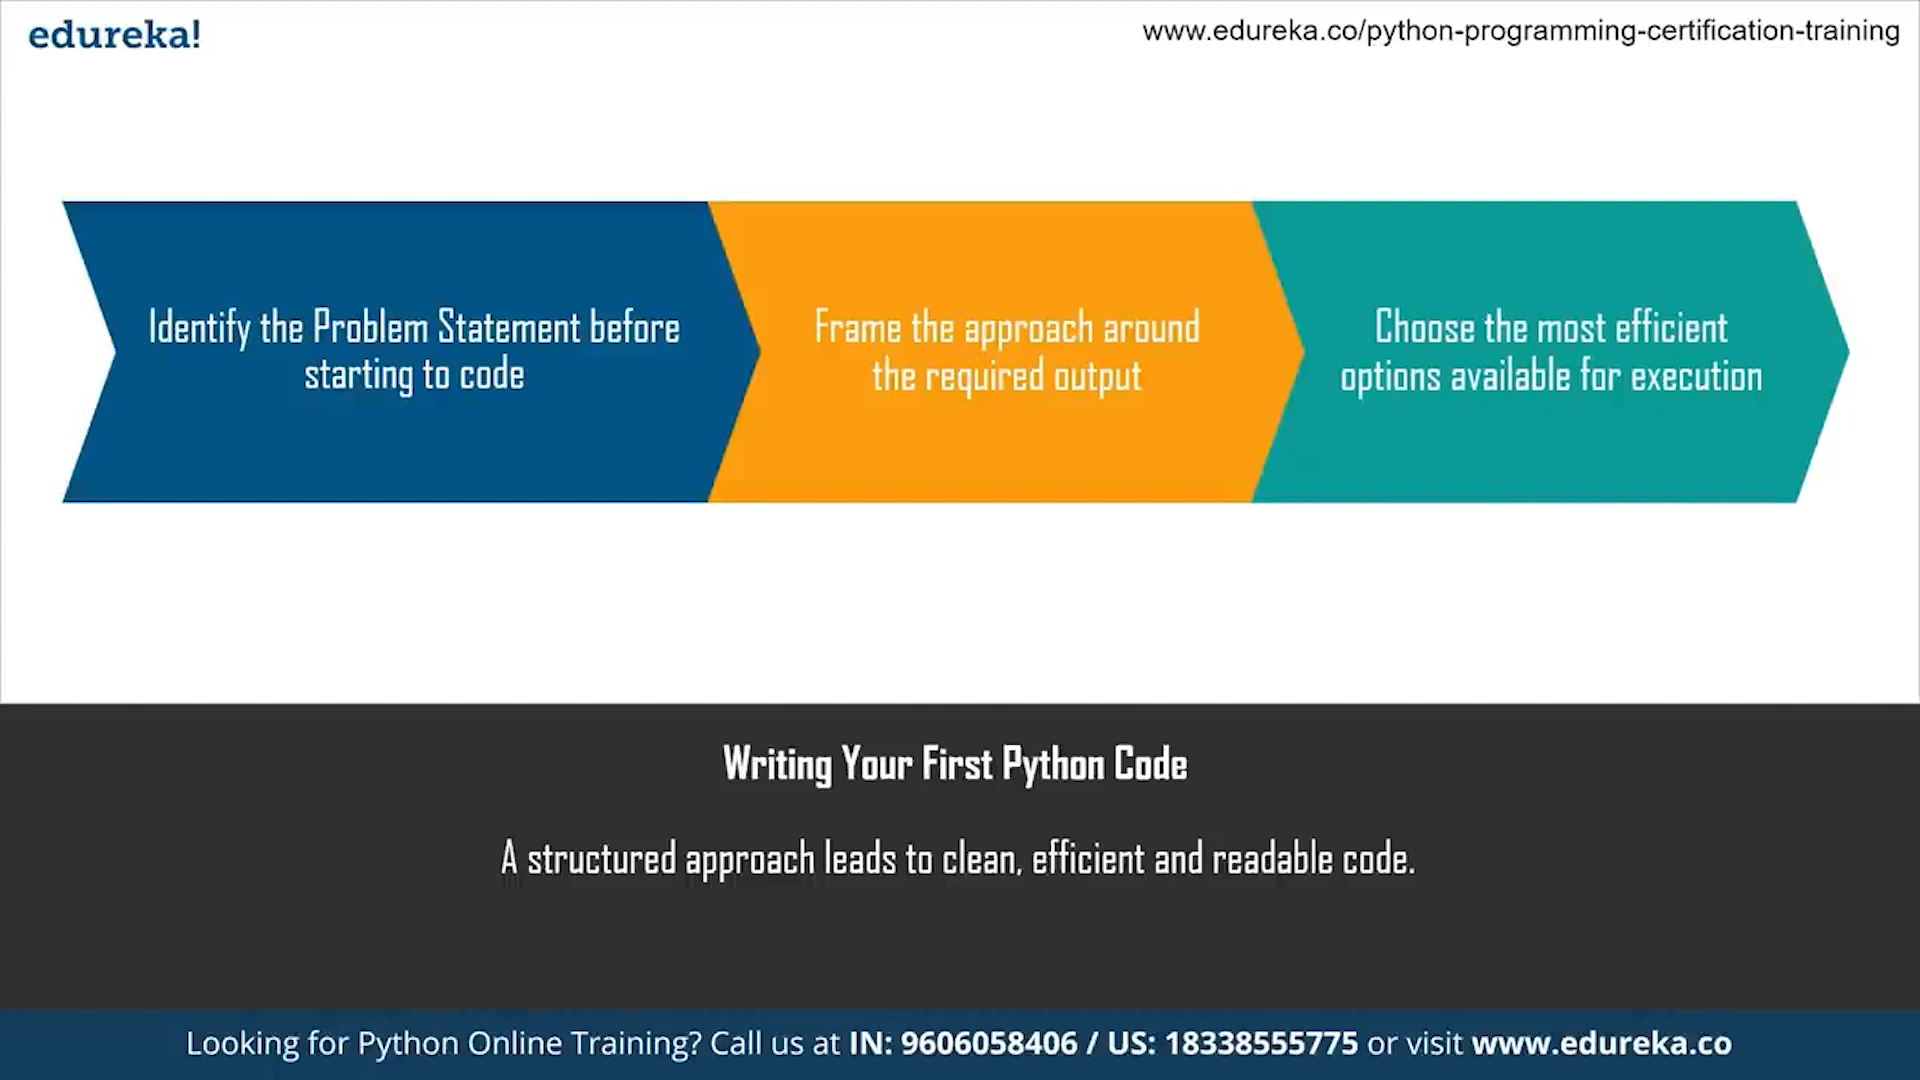 edureka!
www.edureka.co/python-programming-certification-training
Identify the Problem Statement before
starting to code
Frame the approach around
the required output
Choose the most efficient
options available for execution
Writing Your First Python Code
A structured approach leads to clean, efficient and readable code.
Looking for Python Online Training? Call us at IN: 9606058406 / US: 18338555775 or visit www.edureka.co